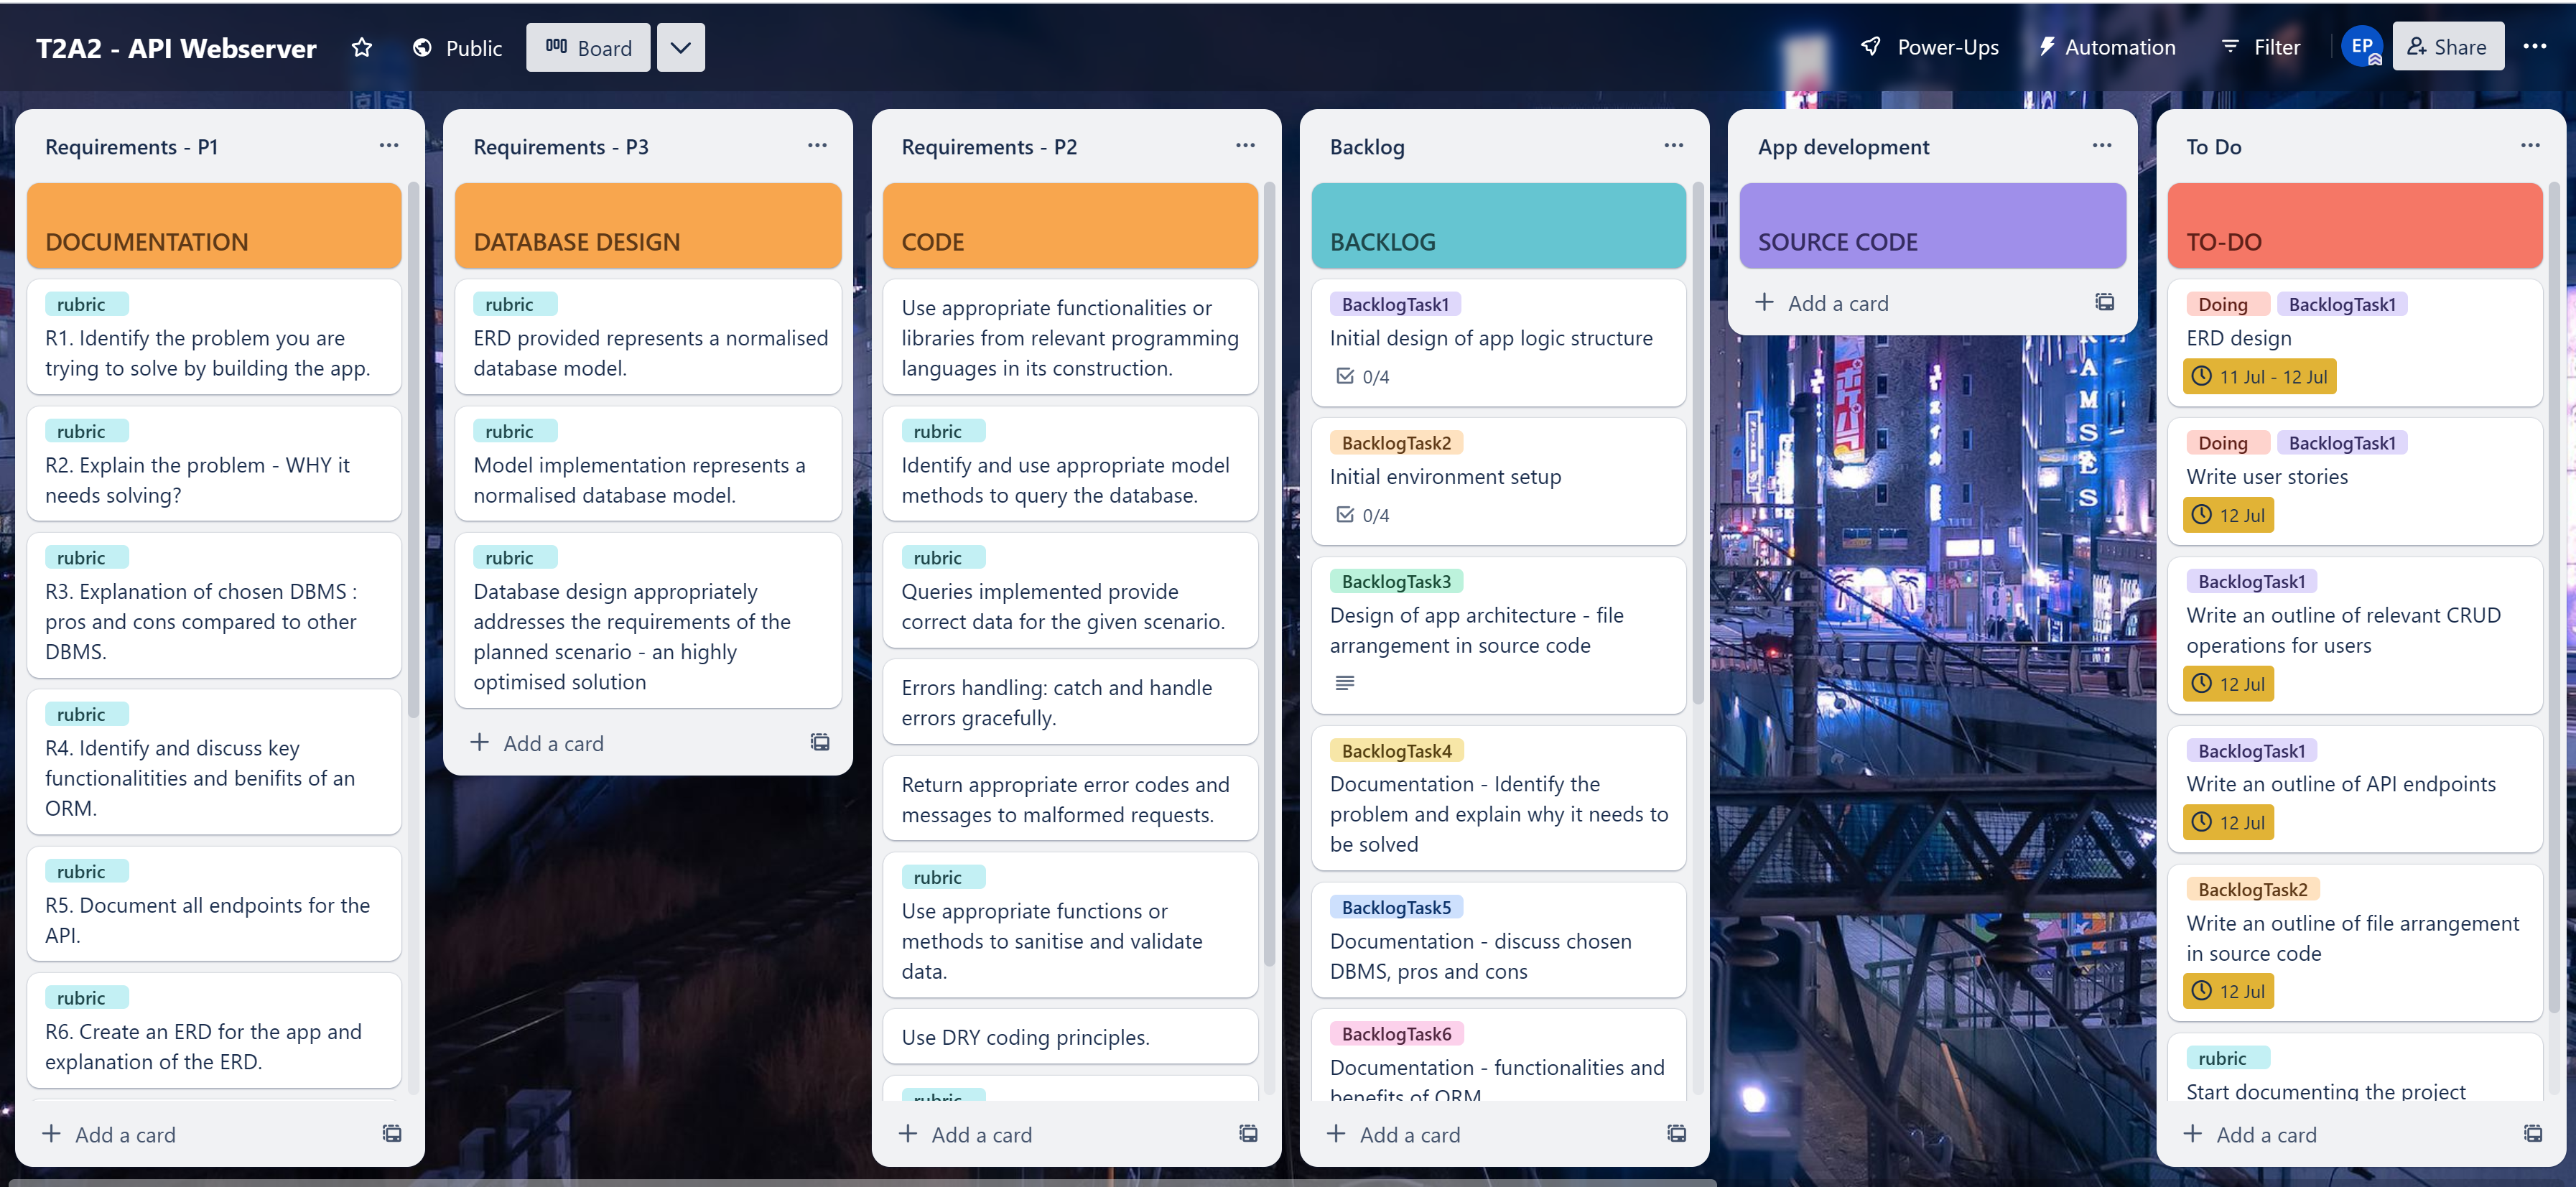 T2A2 - API Webserver
Public
Board
Power-Ups
Automation
Filter
EP
Share
Requirements - P1
DOCUMENTATION
rubric
R1. Identify the problem you are
trying to solve by building the app.
rubric
R2. Explain the problem - WHY it
needs solving?
rubric
R3. Explanation of chosen DBMS :
pros and cons compared to other
DBMS.
rubric
R4. Identify and discuss key
functionalitities and benifits of an
ORM.
rubric
R5. Document all endpoints for the
API.
rubric
R6. Create an ERD for the app and
explanation of the ERD.
Add a card
Requirements - P3
DATABASE DESIGN
rubric
ERD provided represents a normalised
database model.
rubric
Model implementation represents a
normalised database model.
rubric
Database design appropriately
addresses the requirements of the
planned scenario - an highly
optimised solution
Add a card
Requirements - P2
CODE
Use appropriate functionalities or
libraries from relevant programming
languages in its construction.
rubric
Identify and use appropriate model
methods to query the database.
rubric
Queries implemented provide
correct data for the given scenario.
Errors handling: catch and handle
errors gracefully.
Return appropriate error codes and
messages to malformed requests.
rubric
Use appropriate functions or
methods to sanitise and validate
data.
Use DRY coding principles.
rubric
Add a card
Backlog
BACKLOG
BacklogTask1
Initial design of app logic structure
0/4
BacklogTask2
Initial environment setup
0/4
BacklogTask3
Design of app architecture - file
arrangement in source code
BacklogTask4
Documentation - Identify the
problem and explain why it needs to
be solved
BacklogTask5
Documentation - discuss chosen
DBMS, pros and cons
BacklogTask6
Documentation - functionalities and
benefits of ORM
Add a card
App development
SOURCE CODE
Add a card
To Do
TO-DO
Doing BacklogTask1
ERD design
11 Jul - 12 Jul
Doing BacklogTask1
Write user stories
12 Jul
BacklogTask1
Write an outline of relevant CRUD
operations for users
12 Jul
BacklogTask1
Write an outline of API endpoints
12 Jul
BacklogTask2
Write an outline of file arrangement
in source code
12 Jul
rubric
Start documenting the project
Add a card